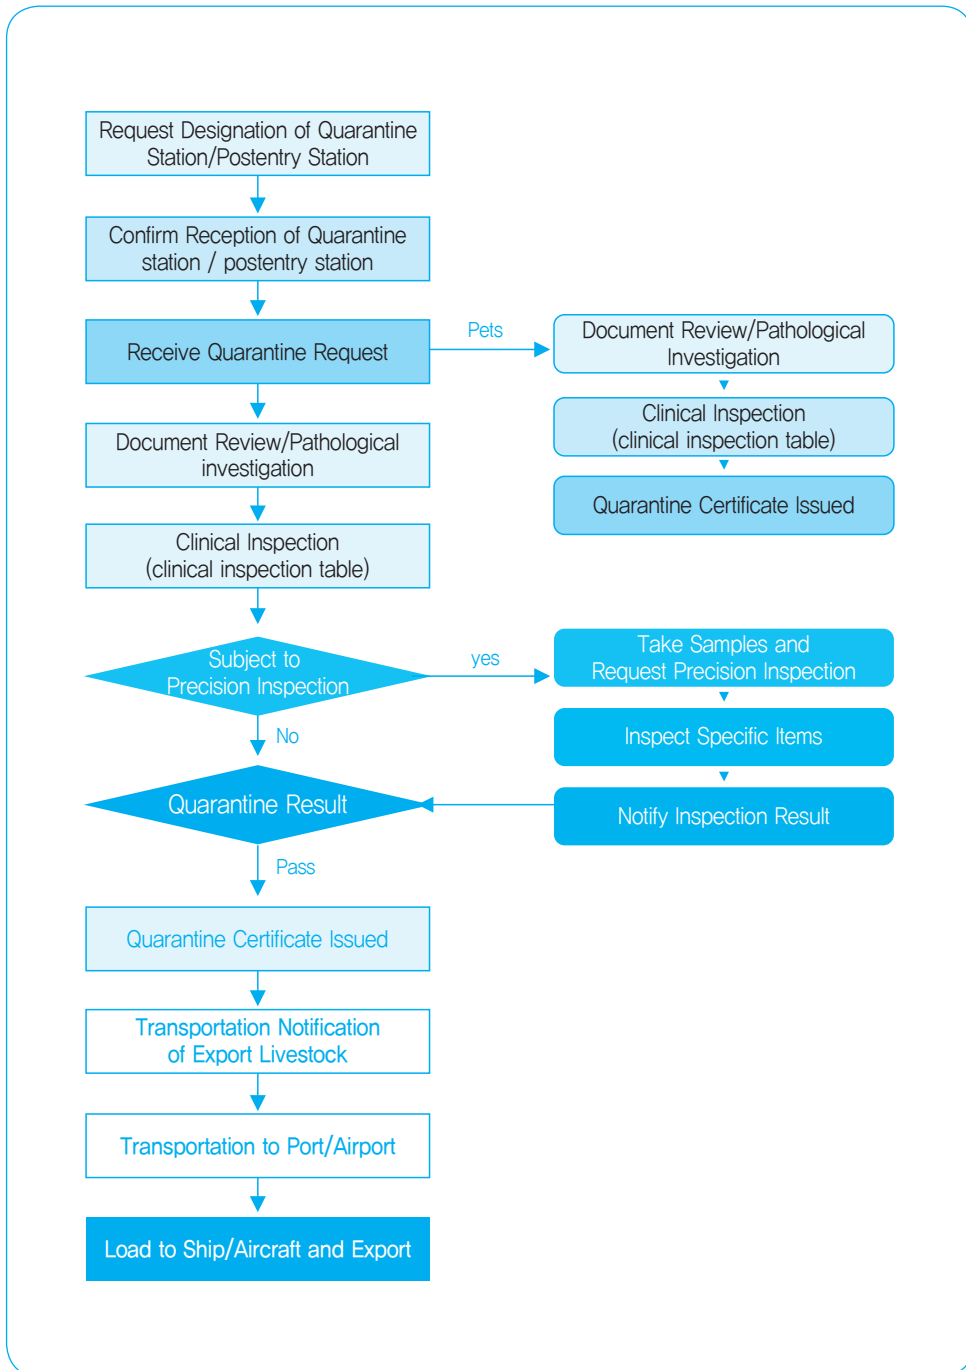 Request Designation of Quarantine
Station/Postentry Station
Confirm Reception of Quarantine
station / postentry station
Receive Quarantine Request
Pets
Document Review/Pathological
Investigation
Clinical Inspection
(clinical inspection table)
Quarantine Certificate Issued
Document Review/Pathological
investigation
Clinical Inspection
(clinical inspection table)
Subject to
Precision Inspection
yes
Take Samples and
Request Precision Inspection
Inspect Specific Items
Notify Inspection Result
No
Quarantine Result
Pass
Quarantine Certificate Issued
Transportation Notification
of Export Livestock
Transportation to Port/Airport
Load to Ship/Aircraft and Export